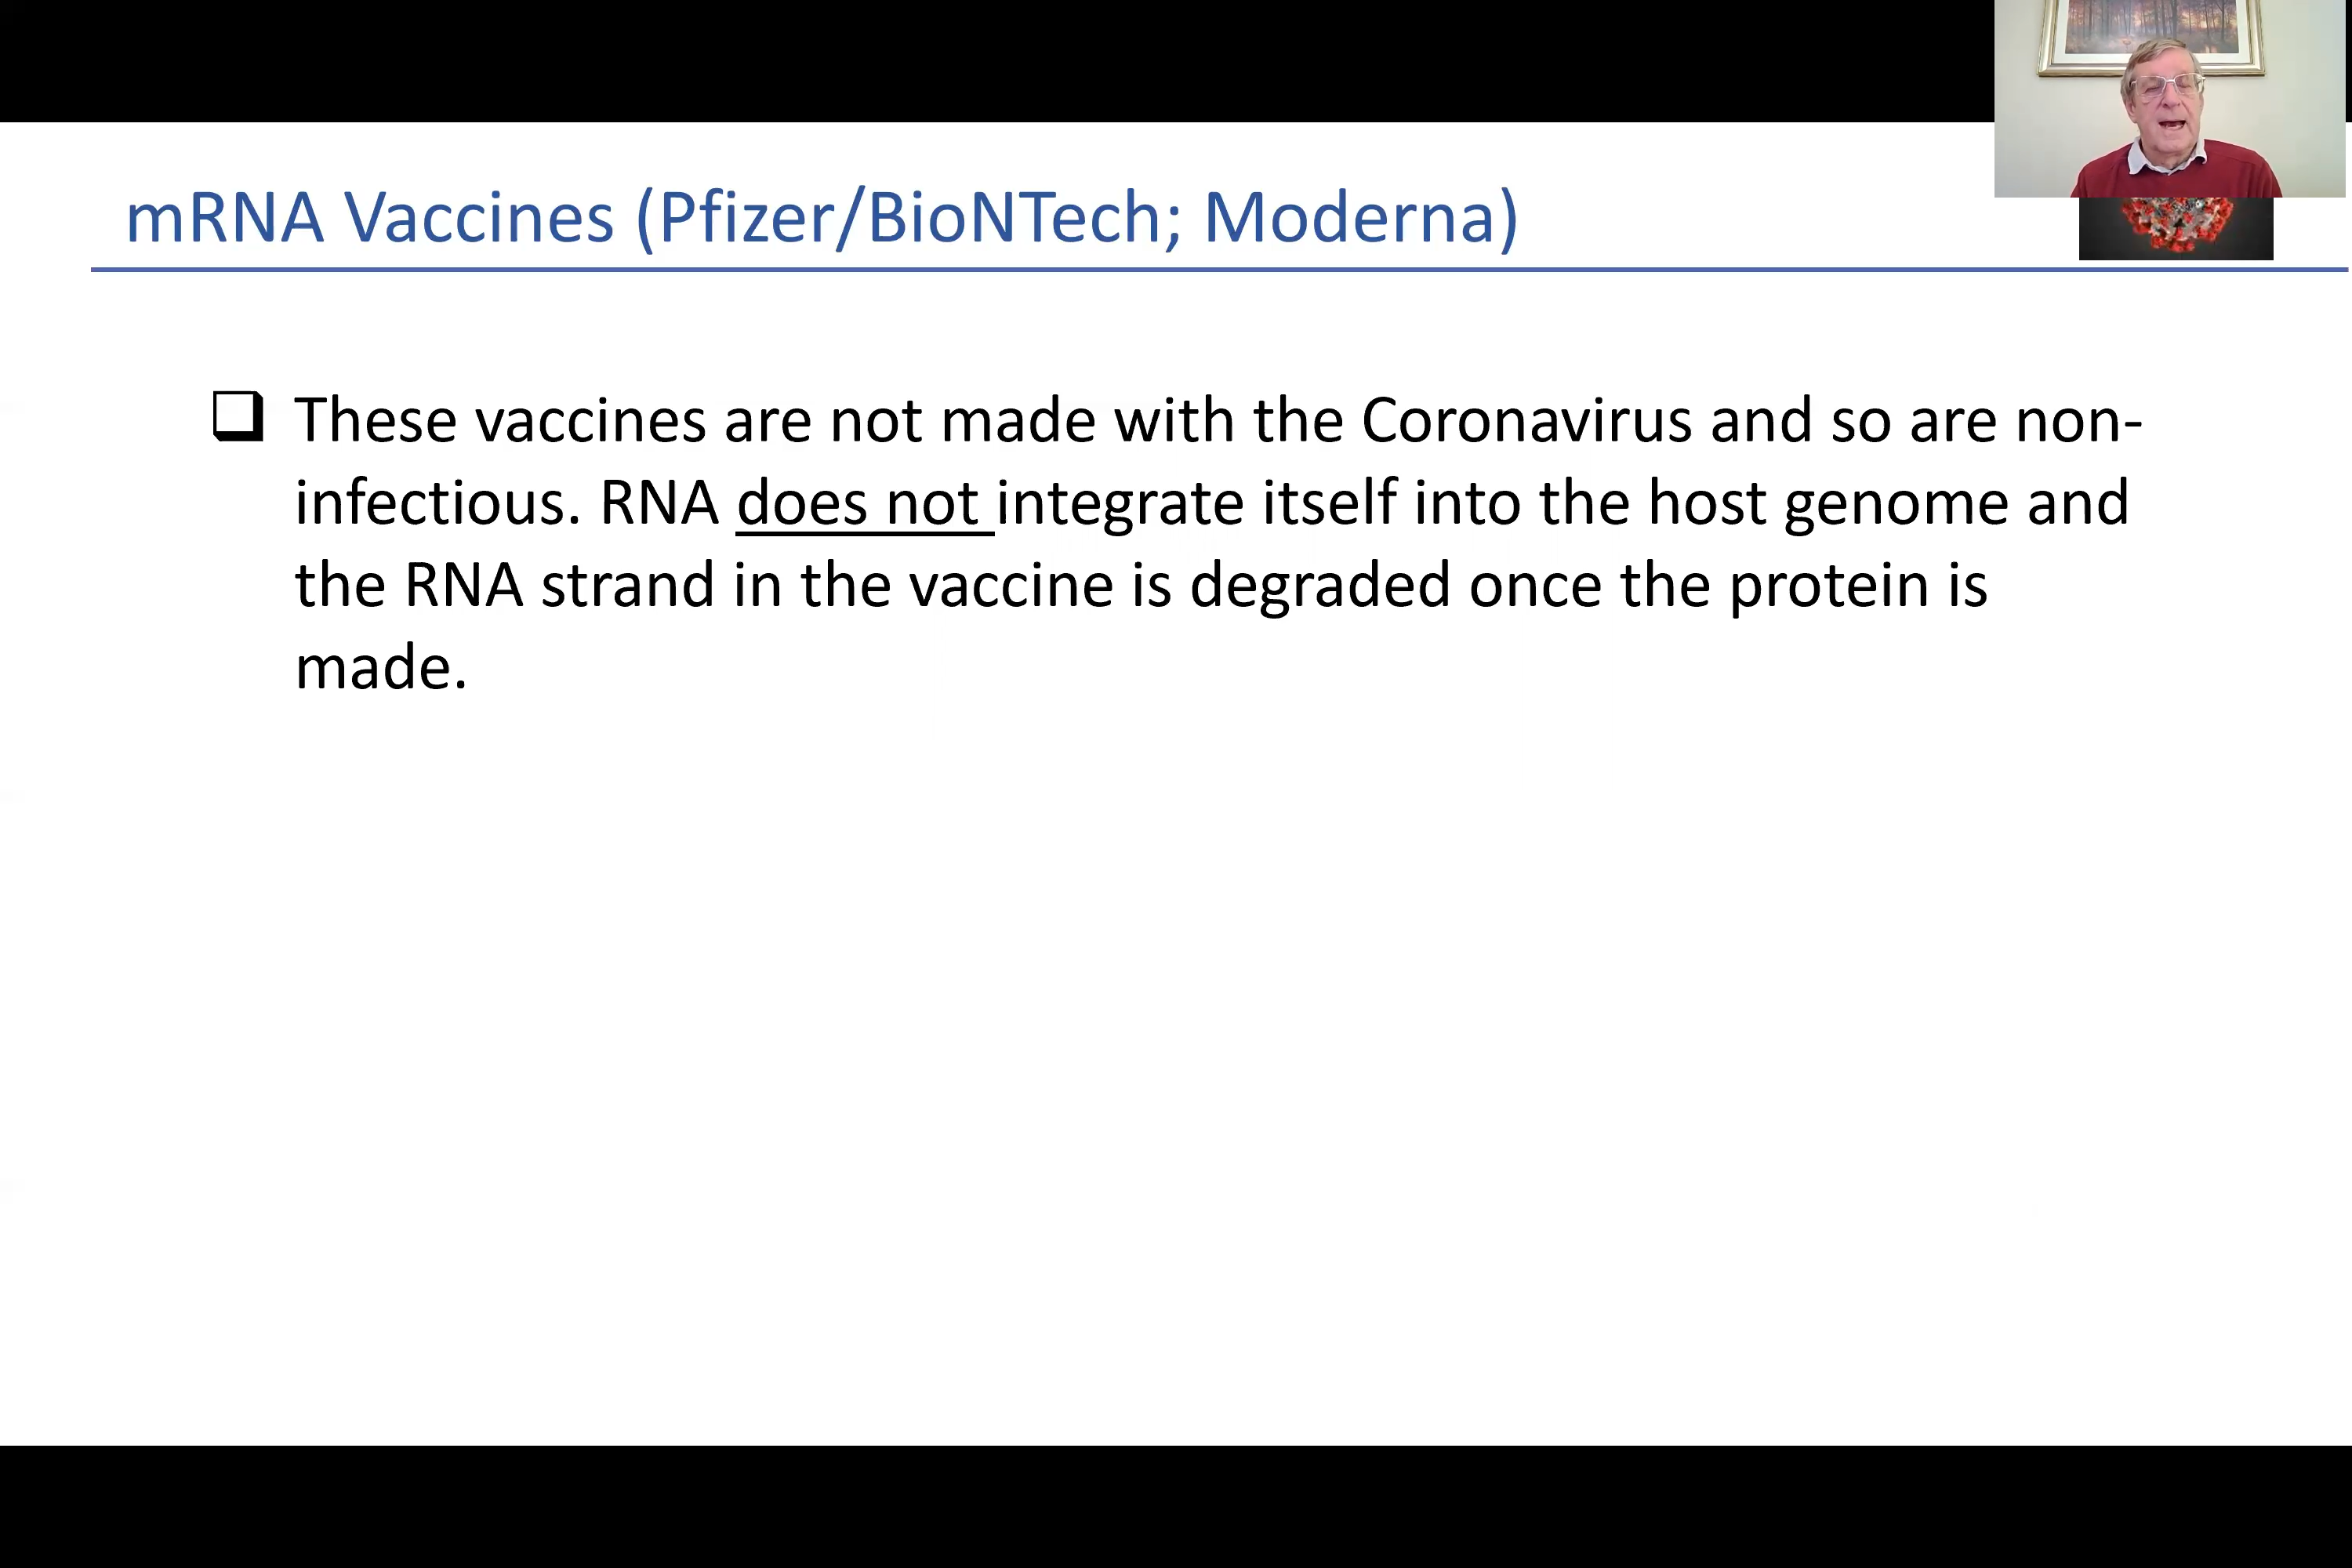 mRNA Vaccines (Pfizer/BioNTech; Moderna)
These vaccines are not made with the Coronavirus and so are non-
infectious. RNA does not integrate itself into the host genome and
the RNA strand in the vaccine is degraded once the protein is
made.